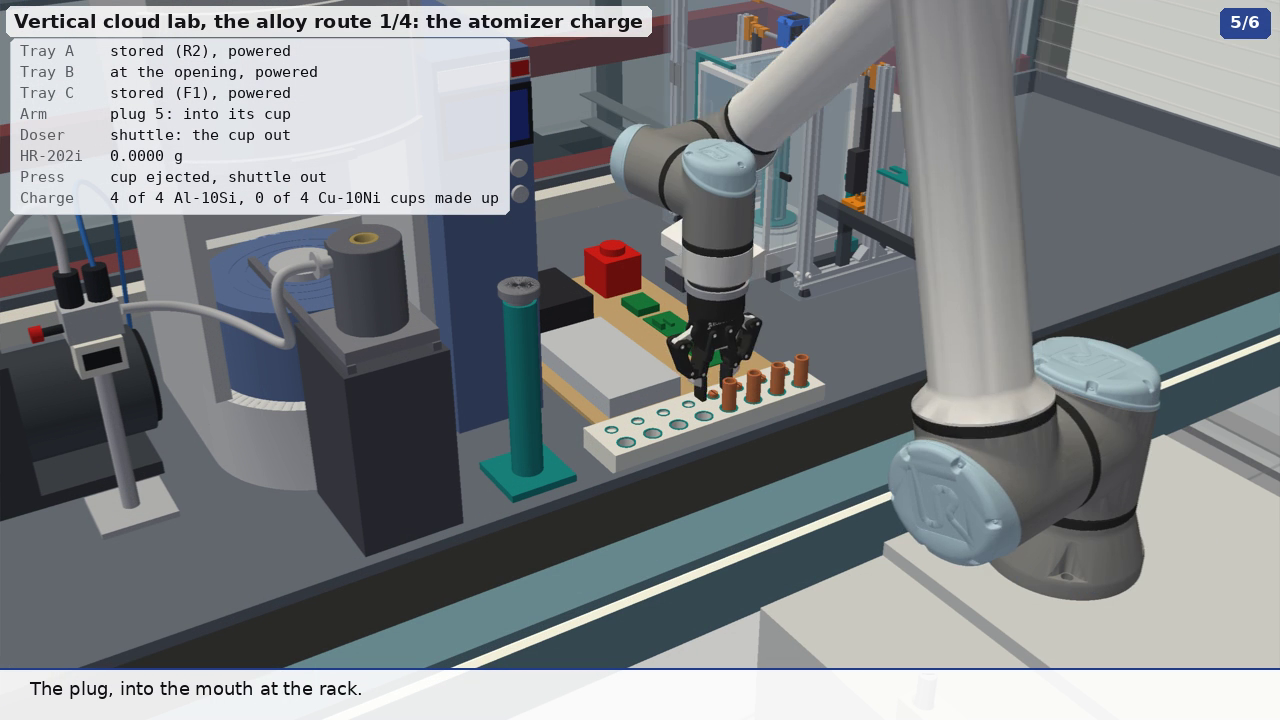 Vertical cloud lab, the alloy route 1/4: the atomizer charge
5/6
Tray A stored (R2), powered
Tray B at the opening, powered
Tray C stored (F1), powered
Arm plug 5: into its cup
Doser shuttle: the cup out
HR-202i 0.0000 g
Press cup ejected, shuttle out
Charge 4 of 4 Al-10Si, 0 of 4 Cu-10Ni cups made up
The plug, into the mouth at the rack.